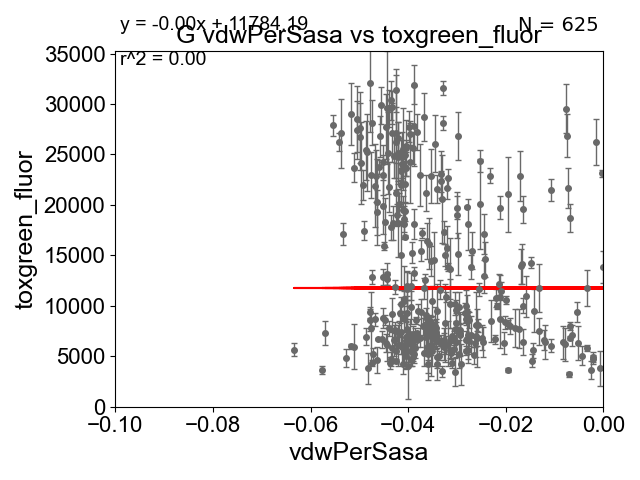 y = -0.00x + 11784.19
N = 625
G vdwPerSasa vs toxgreen_fluor
r^2 = 0.00
35000
30000
25000
20000
15000
10000
5000
0
toxgreen_fluor
−0.10 −0.08 −0.06 −0.04 −0.02 0.00
vdwPerSasa